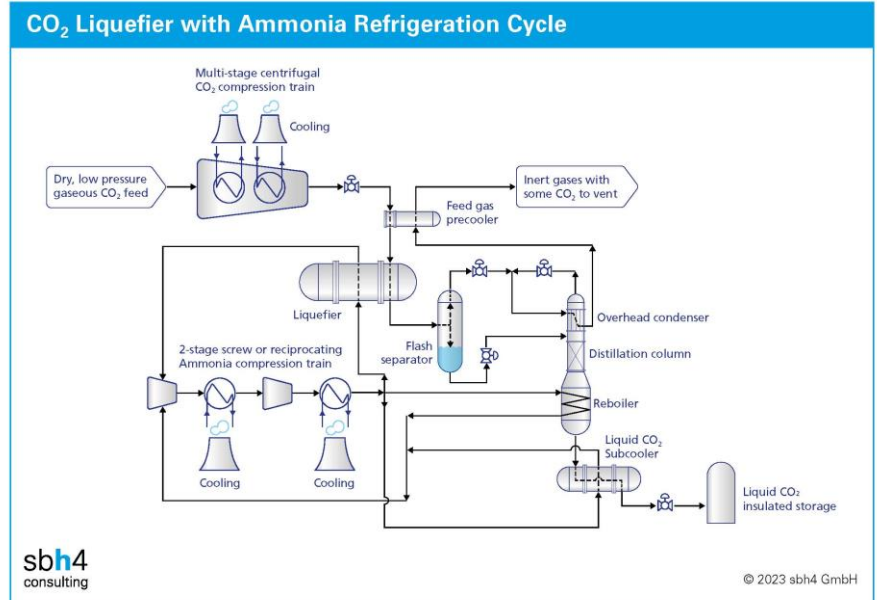 CO₂ Liquefier with Ammonia Refrigeration Cycle
Multi-stage centrifugal
CO₂ compression train
Cooling
Dry, low pressure
gaseous CO₂ feed
Inert gases with
some CO₂ to vent
Feed gas
precooler
Liquefier
Overhead condenser
Flash
separator
2-stage screw or reciprocating
Ammonia compression train
Distillation column
Reboiler
Liquid CO₂
Subcooler
Cooling
Cooling
Liquid CO₂
insulated storage
sbh4
consulting
© 2023 sbh4 GmbH